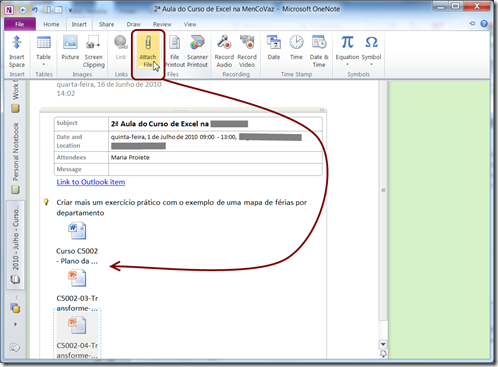 2ª Aula do Curso de Excel na MenCoVaz - Microsoft OneNote
File Home Insert Share Draw Review View
Insert Space
Table
Picture
Screen Clipping
Link
Attach File
File Printout
Scanner Printout
Record Audio
Record Video
Date
Time
Date & Time
Equation
Symbol
Insert Tables Images Links Files Recording Time Stamp Symbols
quarta-feira, 16 de Junho de 2010
14:02
Subject 2ª Aula do Curso de Excel na
Date and Location quinta-feira, 1 de Julho de 2010 09:00 - 13:00,
Attendees Maria Proiete
Message
Link to Outlook item
Criar mais um exercício prático com o exemplo de uma mapa de férias por
departamento
Curso C5002
- Plano da ...
C5002-03-Tr
ansforme-...
C5002-04-Tr
ansforme-...
Personal Notebook
2010 - Julho - Curso...